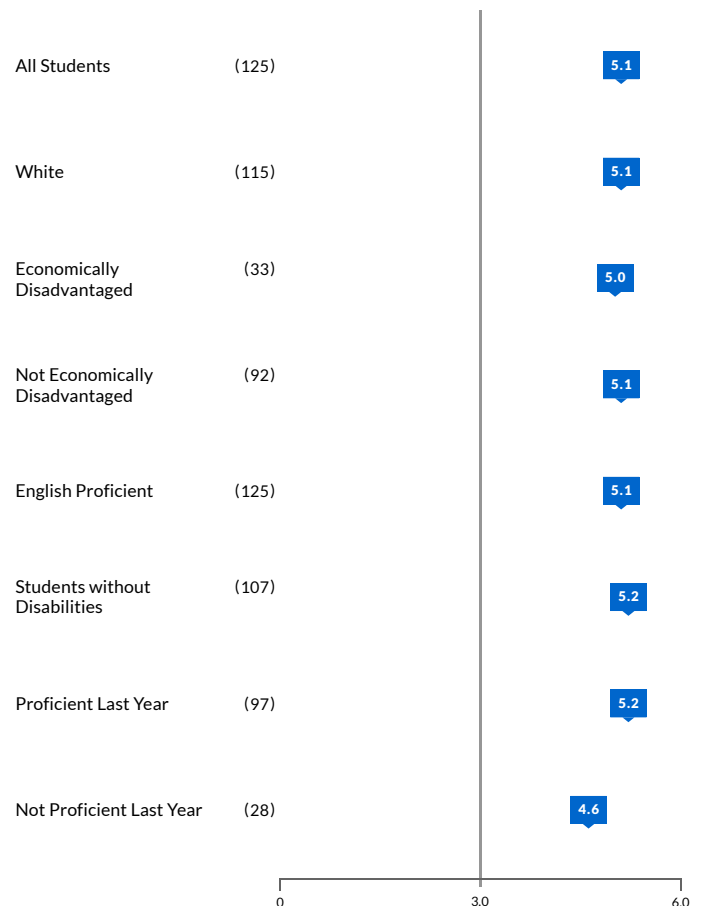 All Students (125) 5.1
White (115) 5.1
Economically (33)
Disadvantaged
5.0
Not Economically (92)
Disadvantaged
5.1
English Proficient (125) 5.1
Students without (107)
Disabilities
5.2
Proficient Last Year (97) 5.2
Not Proficient Last Year (28) 4.6
0 3.0 6.0